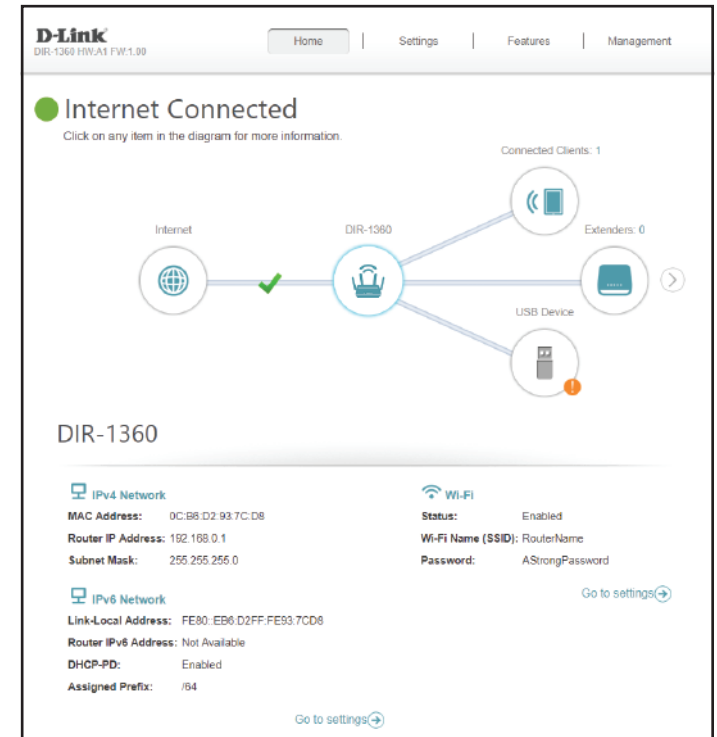 D-Link
DIR-1360 HW:A1 FW:1.00
Home | Settings | Features | Management
Internet Connected
Click on any item in the diagram for more information.
Connected Clients: 1
Internet
DIR-1360
Extenders: 0
USB Device
DIR-1360
IPv4 Network
MAC Address: 0C:B6:D2:93:7C:D8
Router IP Address: 192.168.0.1
Subnet Mask: 255.255.255.0
IPv6 Network
Link-Local Address: FE80::EB6:D2FF:FE93:7CD8
Router IPv6 Address: Not Available
DHCP-PD: Enabled
Assigned Prefix: /64
Go to settings
Wi-Fi
Status: Enabled
Wi-Fi Name (SSID): RouterName
Password: AStrongPassword
Go to settings